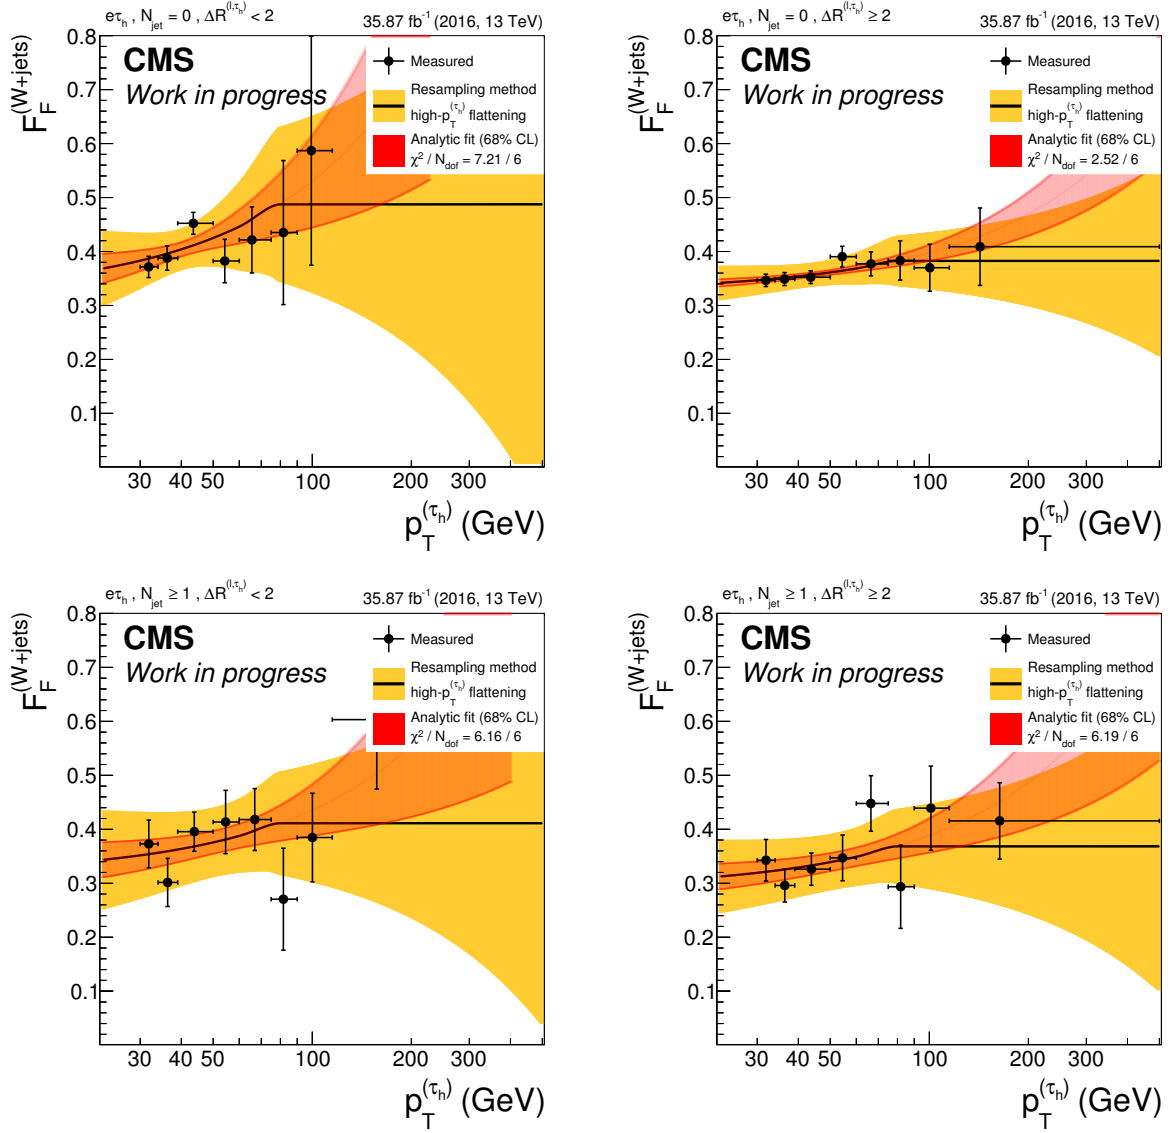 eτh , Njet = 0 , ΔR(l,τh) < 2
35.87 fb-1 (2016, 13 TeV)
FF(W+jets)
CMS
Work in progress
Measured
Resampling method
high-pT(τh) flattening
Analytic fit (68% CL)
χ2 / Ndof = 7.21 / 6
0.8
0.7
0.6
0.5
0.4
0.3
0.2
0.1
30 40 50 100 200 300
pT(τh) (GeV)
eτh , Njet = 0 , ΔR(l,τh) ≥ 2
35.87 fb-1 (2016, 13 TeV)
FF(W+jets)
CMS
Work in progress
Measured
Resampling method
high-pT(τh) flattening
Analytic fit (68% CL)
χ2 / Ndof = 2.52 / 6
0.8
0.7
0.6
0.5
0.4
0.3
0.2
0.1
30 40 50 100 200 300
pT(τh) (GeV)
eτh , Njet ≥ 1 , ΔR(l,τh) < 2
35.87 fb-1 (2016, 13 TeV)
FF(W+jets)
CMS
Work in progress
Measured
Resampling method
high-pT(τh) flattening
Analytic fit (68% CL)
χ2 / Ndof = 6.16 / 6
0.8
0.7
0.6
0.5
0.4
0.3
0.2
0.1
30 40 50 100 200 300
pT(τh) (GeV)
eτh , Njet ≥ 1 , ΔR(l,τh) ≥ 2
35.87 fb-1 (2016, 13 TeV)
FF(W+jets)
CMS
Work in progress
Measured
Resampling method
high-pT(τh) flattening
Analytic fit (68% CL)
χ2 / Ndof = 6.19 / 6
0.8
0.7
0.6
0.5
0.4
0.3
0.2
0.1
30 40 50 100 200 300
pT(τh) (GeV)